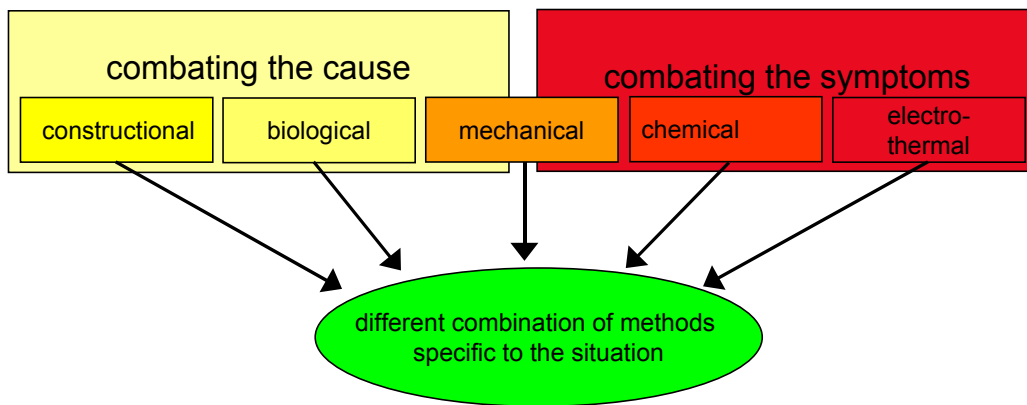 combating the cause
combating the symptoms
constructional
biological
mechanical
chemical
electro-
thermal
different combination of methods
specific to the situation